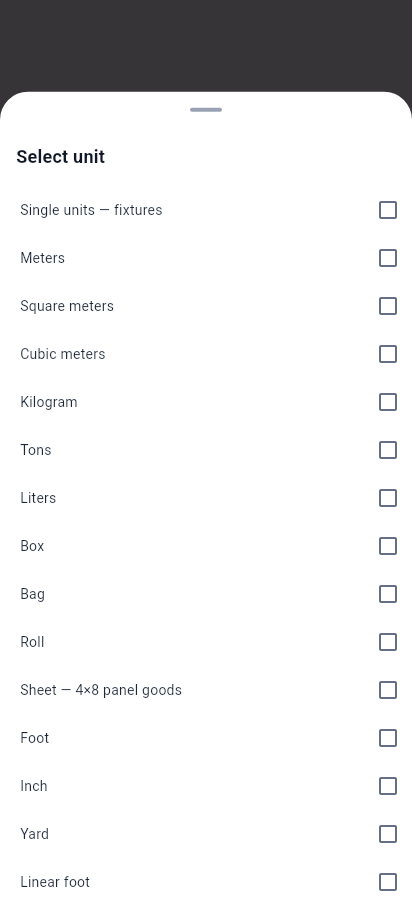 Select unit
Single units — fixtures
Meters
Square meters
Cubic meters
Kilogram
Tons
Liters
Box
Bag
Roll
Sheet — 4×8 panel goods
Foot
Inch
Yard
Linear foot